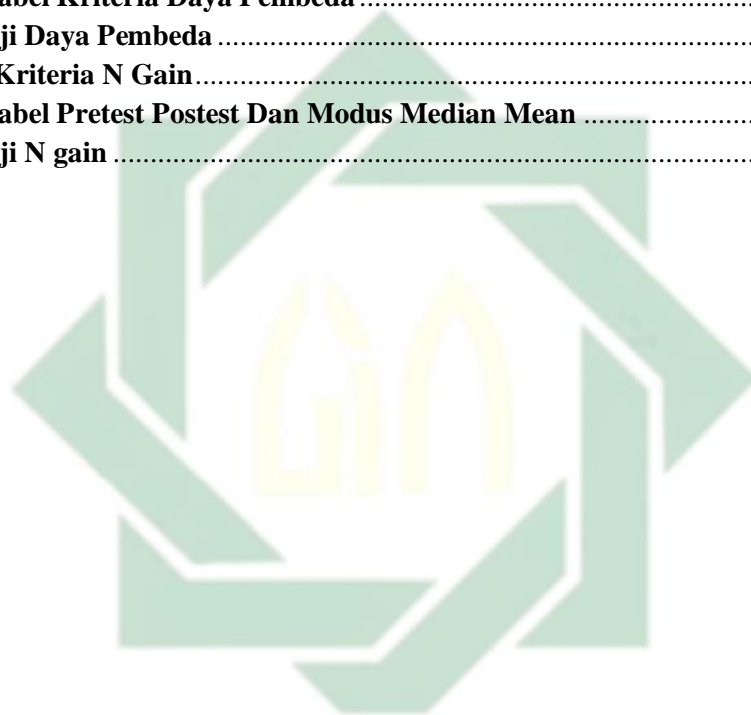 abel Kriteria Daya Pembeda
ji Daya Pembeda
Kriteria N Gain
abel Pretest Postest Dan Modus Median Mean
ji N gain